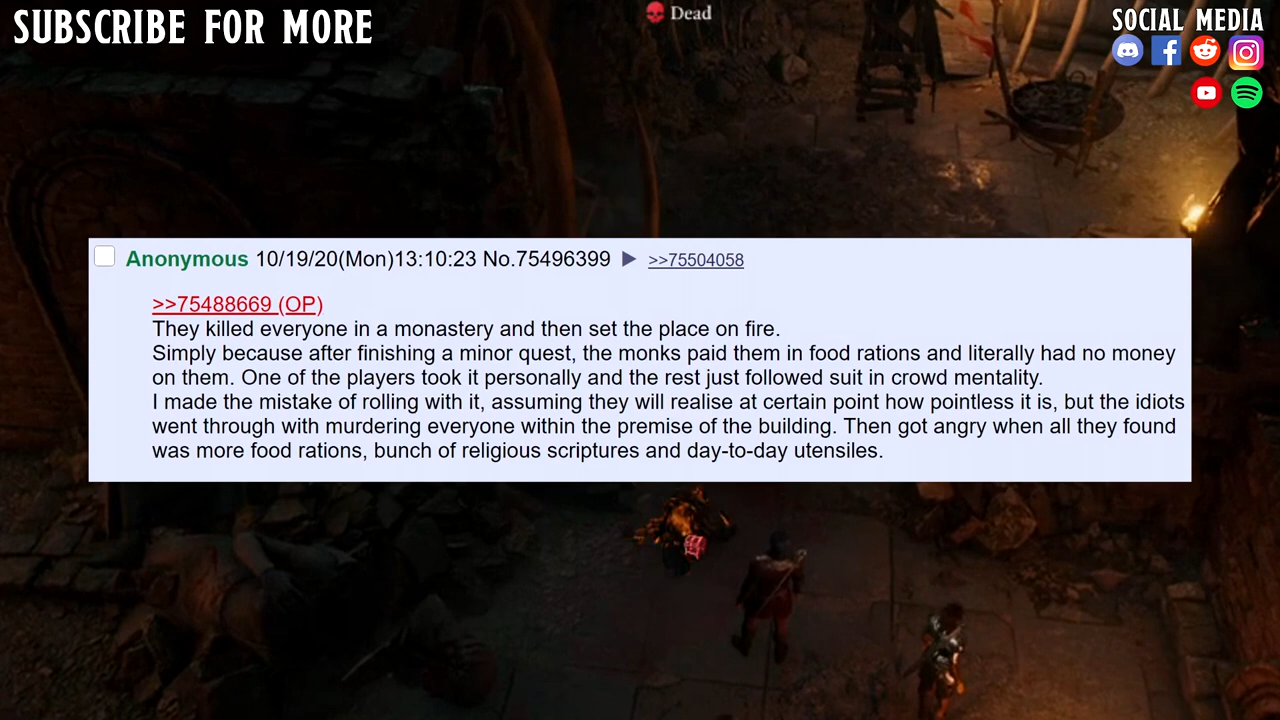 SUBSCRIBE FOR MORE
Dead
SOCIAL MEDIA
Anonymous 10/19/20(Mon)13:10:23 No.75496399 ▶ >>75504058
>>75488669 (OP)
They killed everyone in a monastery and then set the place on fire.
Simply because after finishing a minor quest, the monks paid them in food rations and literally had no money
on them. One of the players took it personally and the rest just followed suit in crowd mentality.
I made the mistake of rolling with it, assuming they will realise at certain point how pointless it is, but the idiots
went through with murdering everyone within the premise of the building. Then got angry when all they found
was more food rations, bunch of religious scriptures and day-to-day utensiles.